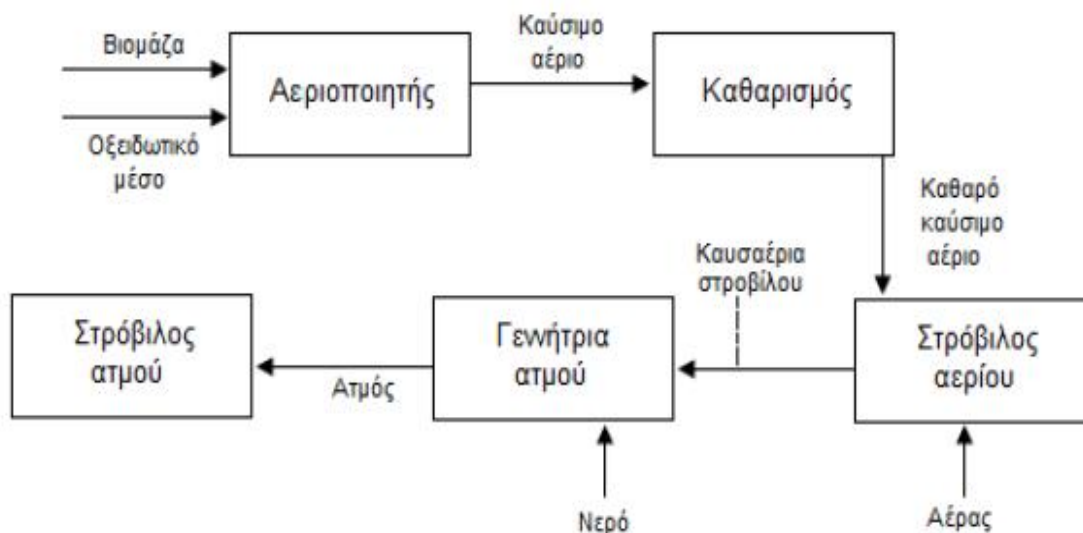 Βιομάζα
Οξειδωτικό
μέσο
Αεριοποιητής
Καύσιμο
αέριο
Καθαρισμός
Καθαρό
καύσιμο
αέριο
Στρόβιλος
αερίου
Αέρας
Καυσαέρια
στροβίλου
Γεννήτρια
ατμού
Νερό
Ατμός
Στρόβιλος
ατμού